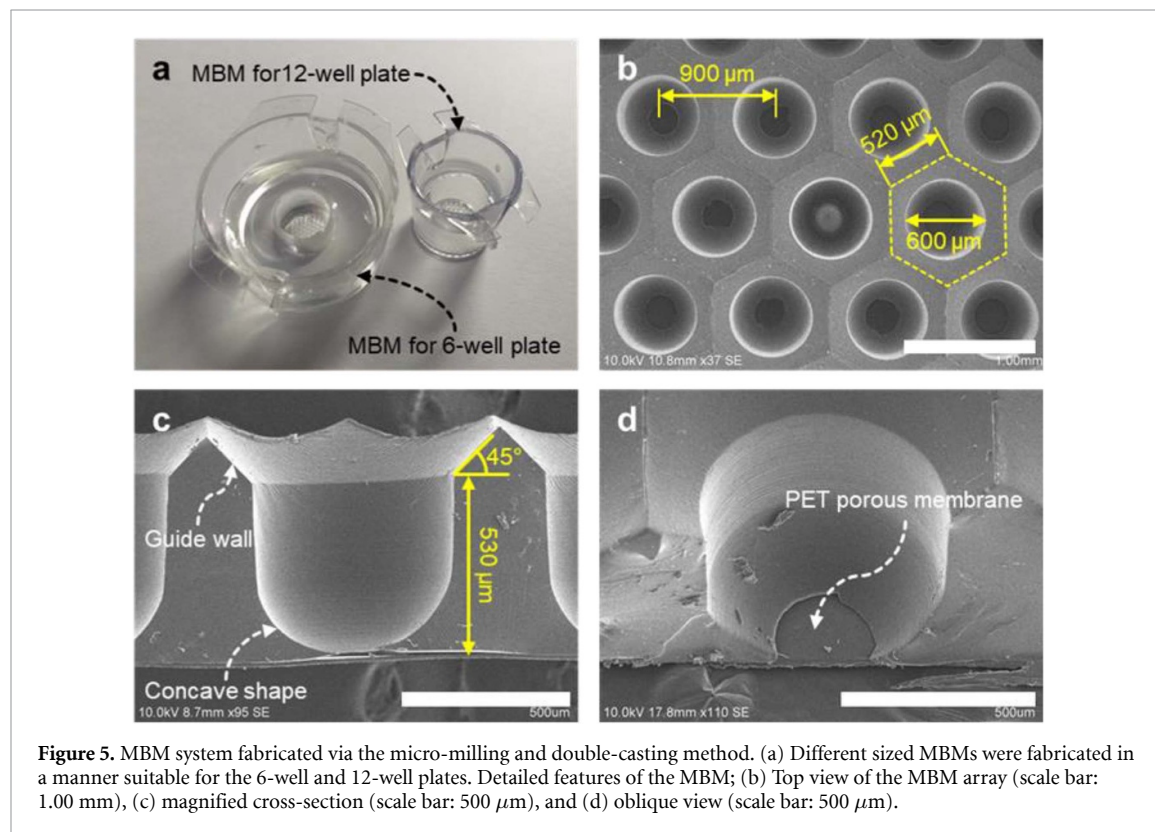 a
MBM for12-well plate
MBM for 6-well plate
b
900 µm
520 µm
600 µm
10.0kV 10.8mm x37 SE
1.00mm
c
45°
Guide wall
530 µm
Concave shape
10.0kV 8.7mm x95 SE
500um
d
PET porous membrane
10.0kV 17.8mm x110 SE
500um
Figure 5. MBM system fabricated via the micro-milling and double-casting method. (a) Different sized MBMs were fabricated in
a manner suitable for the 6-well and 12-well plates. Detailed features of the MBM; (b) Top view of the MBM array (scale bar:
1.00 mm), (c) magnified cross-section (scale bar: 500 μm), and (d) oblique view (scale bar: 500 μm).